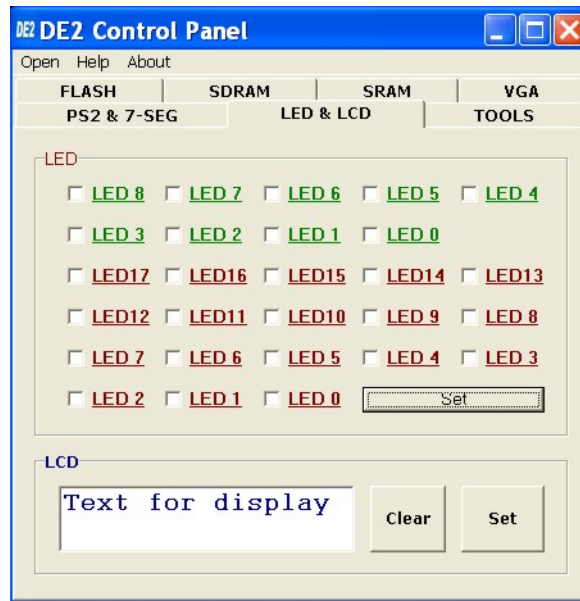 DE2 DE2 Control Panel
Open Help About
FLASH SDRAM SRAM VGA
PS2 & 7-SEG LED & LCD TOOLS
LED
LED 8 LED 7 LED 6 LED 5 LED 4
LED 3 LED 2 LED 1 LED 0
LED17 LED16 LED15 LED14 LED13
LED12 LED11 LED10 LED 9 LED 8
LED 7 LED 6 LED 5 LED 4 LED 3
LED 2 LED 1 LED 0 Set
LCD
Text for display
Clear Set